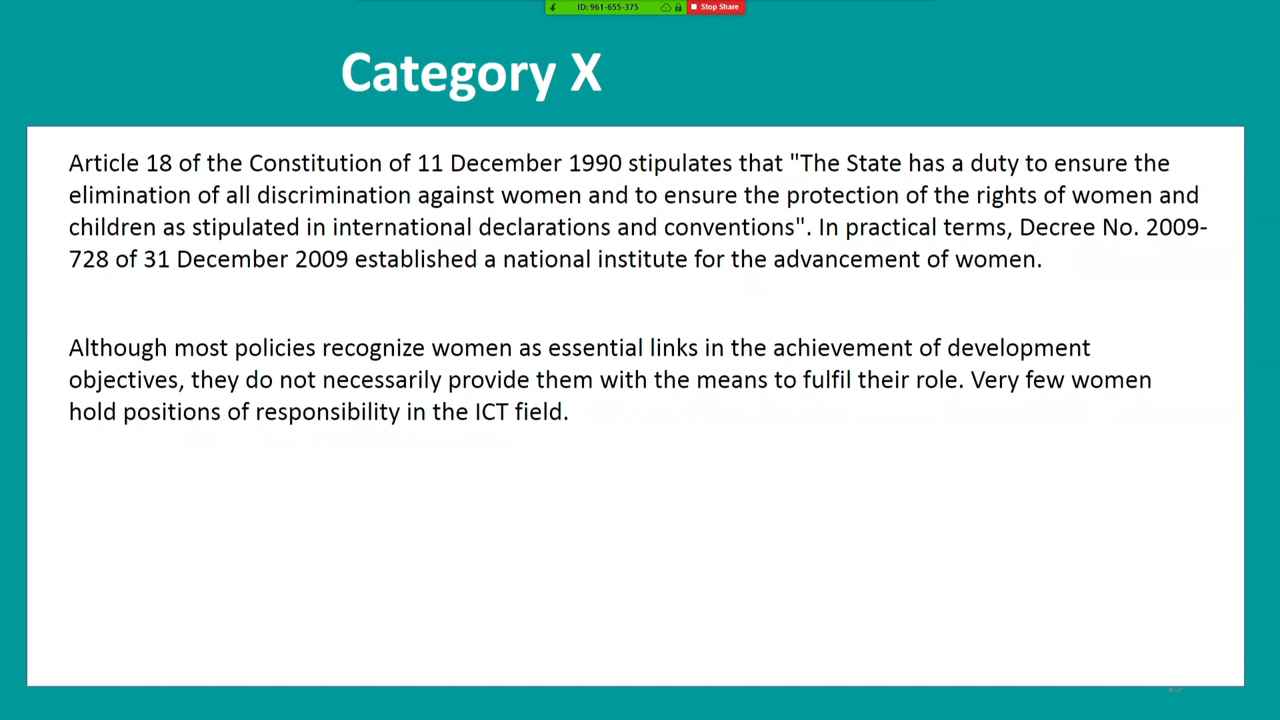 ID: 961-655-375
Stop Share
Category X
Article 18 of the Constitution of 11 December 1990 stipulates that "The State has a duty to ensure the
elimination of all discrimination against women and to ensure the protection of the rights of women and
children as stipulated in international declarations and conventions". In practical terms, Decree No. 2009-
728 of 31 December 2009 established a national institute for the advancement of women.
Although most policies recognize women as essential links in the achievement of development
objectives, they do not necessarily provide them with the means to fulfil their role. Very few women
hold positions of responsibility in the ICT field.